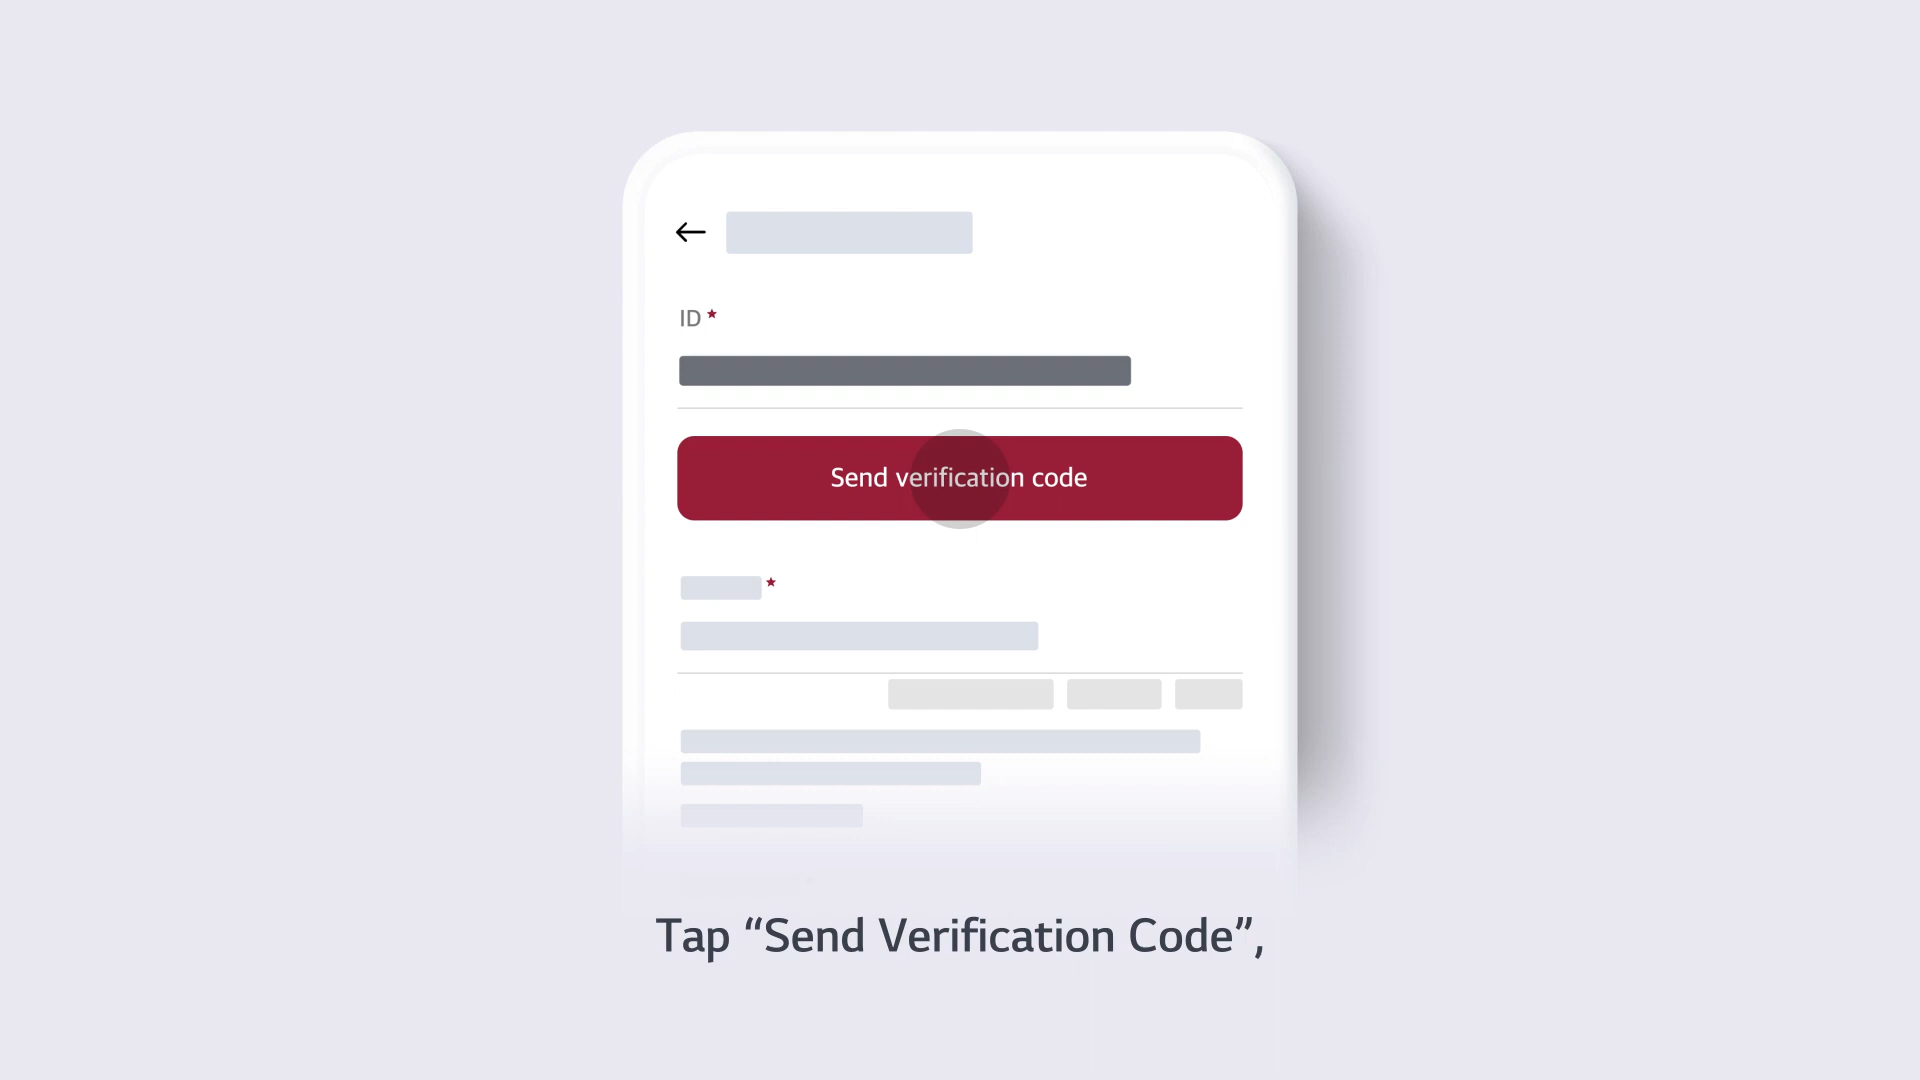 ID *
Send verification code
*
Tap “Send Verification Code”,